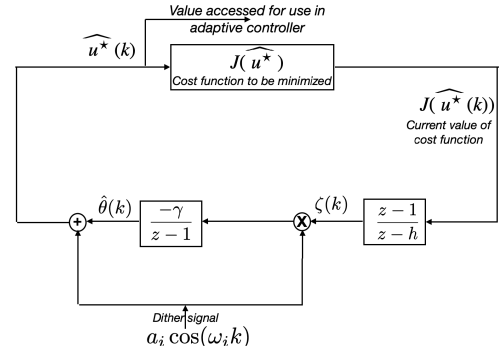 Value accessed for use in
adaptive controller
$\widehat{u^\star}(k)$
$J(\widehat{u^\star})$
Cost function to be minimized
$J(\widehat{u^\star}(k))$
Current value of
cost function
$\hat{\theta}(k)$
$\frac{-\gamma}{z-1}$
+
X
$\zeta(k)$
$\frac{z-1}{z-h}$
Dither signal
$a_i \cos(\omega_i k)$